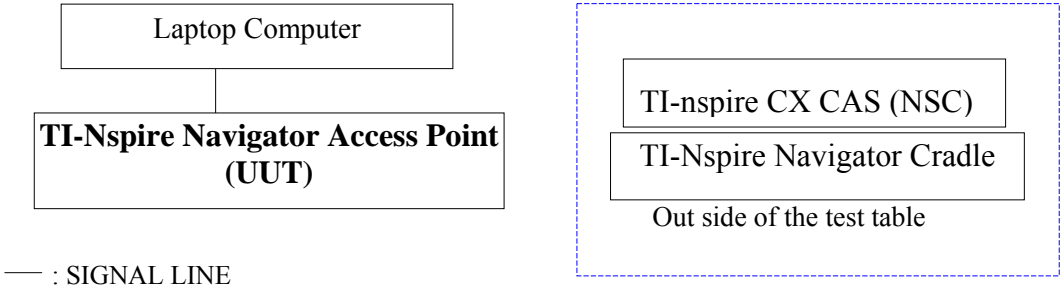 Laptop Computer
TI-Nspire Navigator Access Point
(UUT)
— : SIGNAL LINE
TI-nspire CX CAS (NSC)
TI-Nspire Navigator Cradle
Out side of the test table